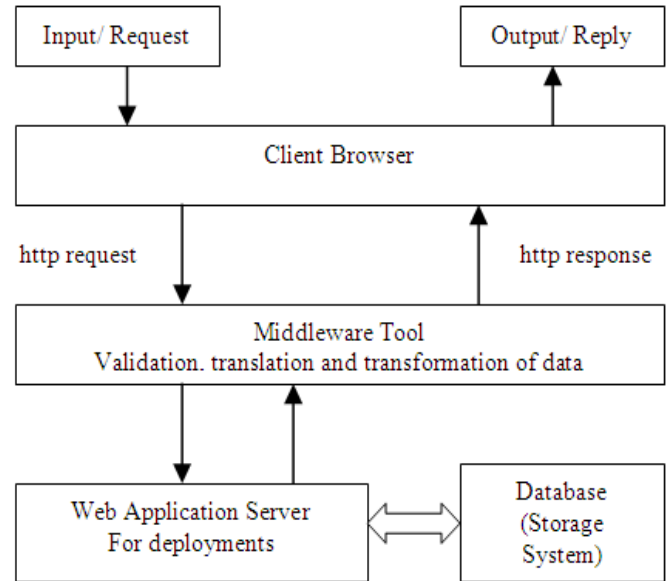 Input/ Request
Output/ Reply
Client Browser
http request
http response
Middleware Tool
Validation. translation and transformation of data
Web Application Server
For deployments
Database
(Storage
System)